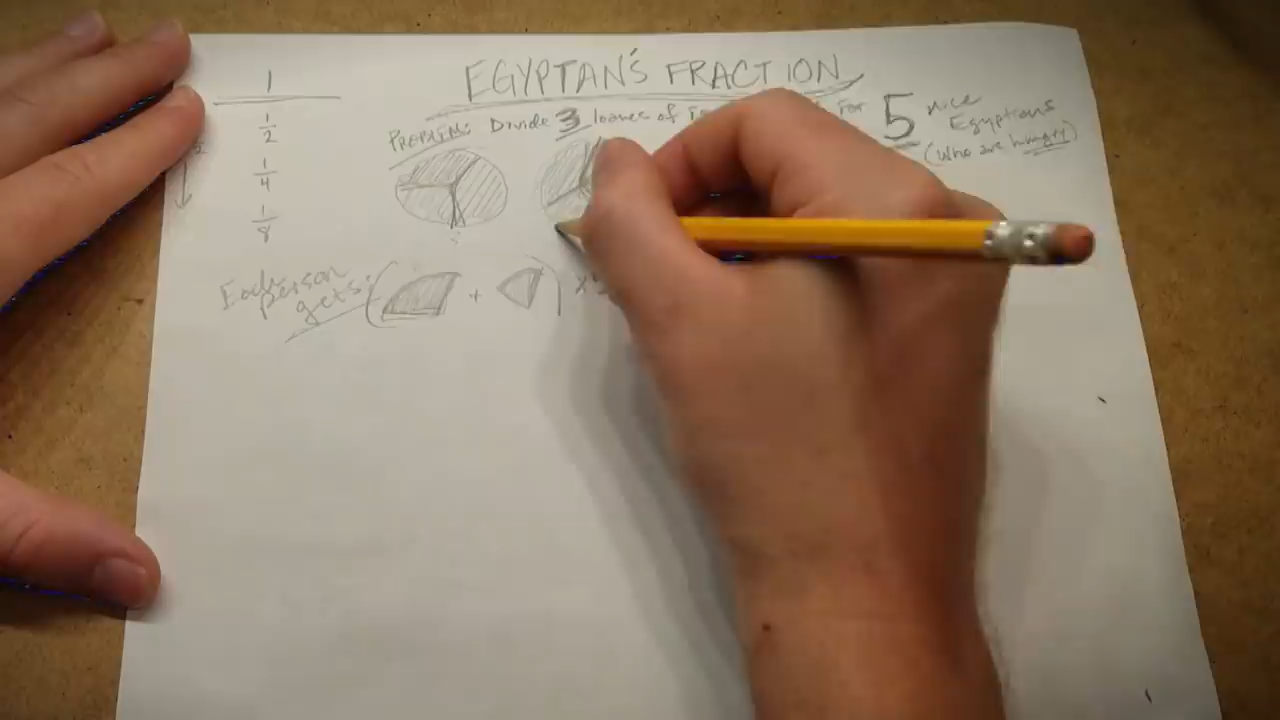 EGYPTAN'S FRACTION
PROBLEM: Divide 3 loaves of for 5 nice Egyptians
(Who are hungry)
1
1/2
1/4
1/8
Each person gets: ( + )